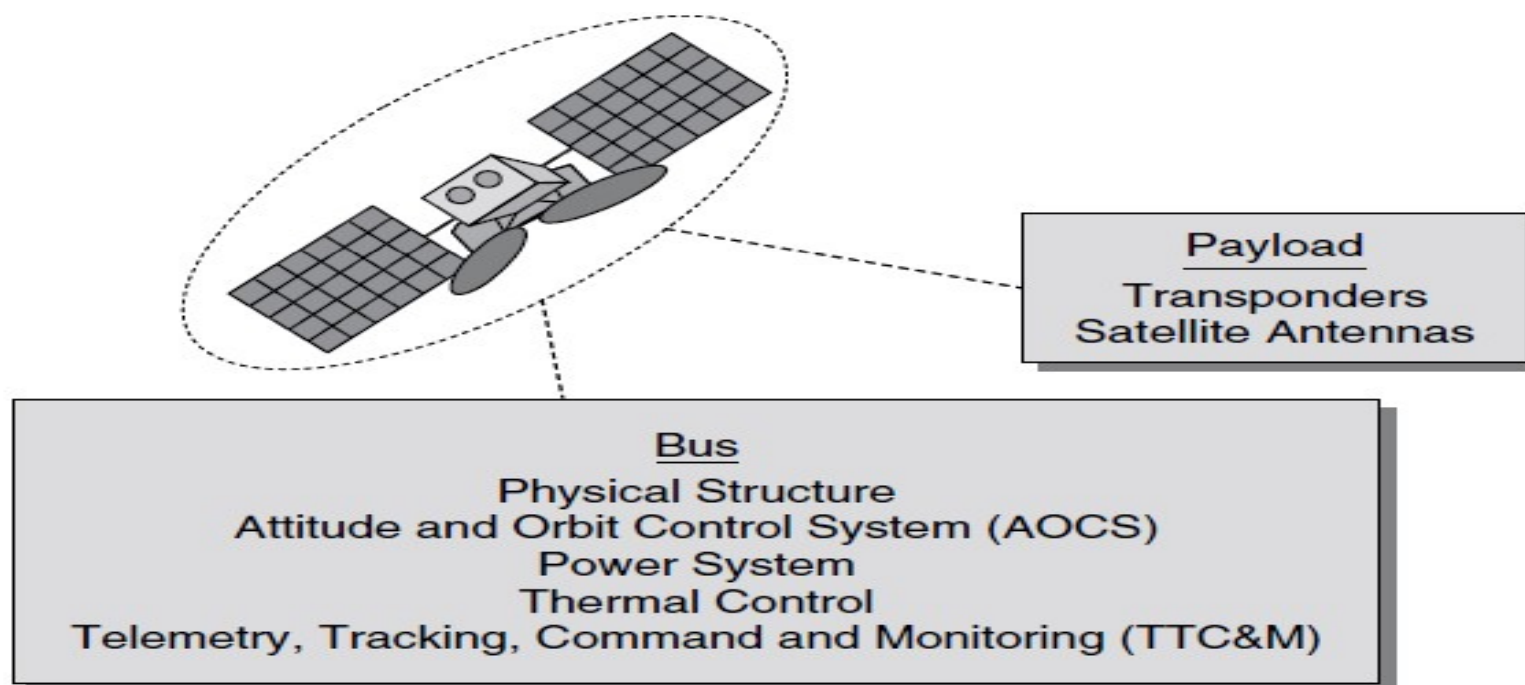 Payload
Transponders
Satellite Antennas
Bus
Physical Structure
Attitude and Orbit Control System (AOCS)
Power System
Thermal Control
Telemetry, Tracking, Command and Monitoring (TTC&M)